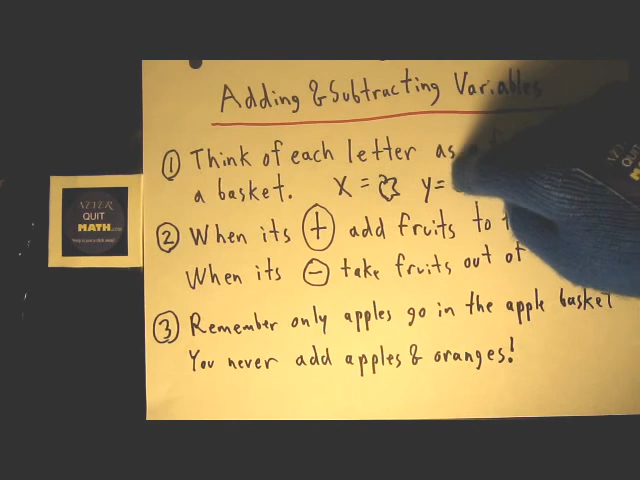 Adding & Subtracting Variables
① Think of each letter as
a basket. X = y=
② When its + add fruits to
When its - take fruits out of
③ Remember only apples go in the apple basket
You never add apples & oranges!
NEVER
QUIT
MATH.com